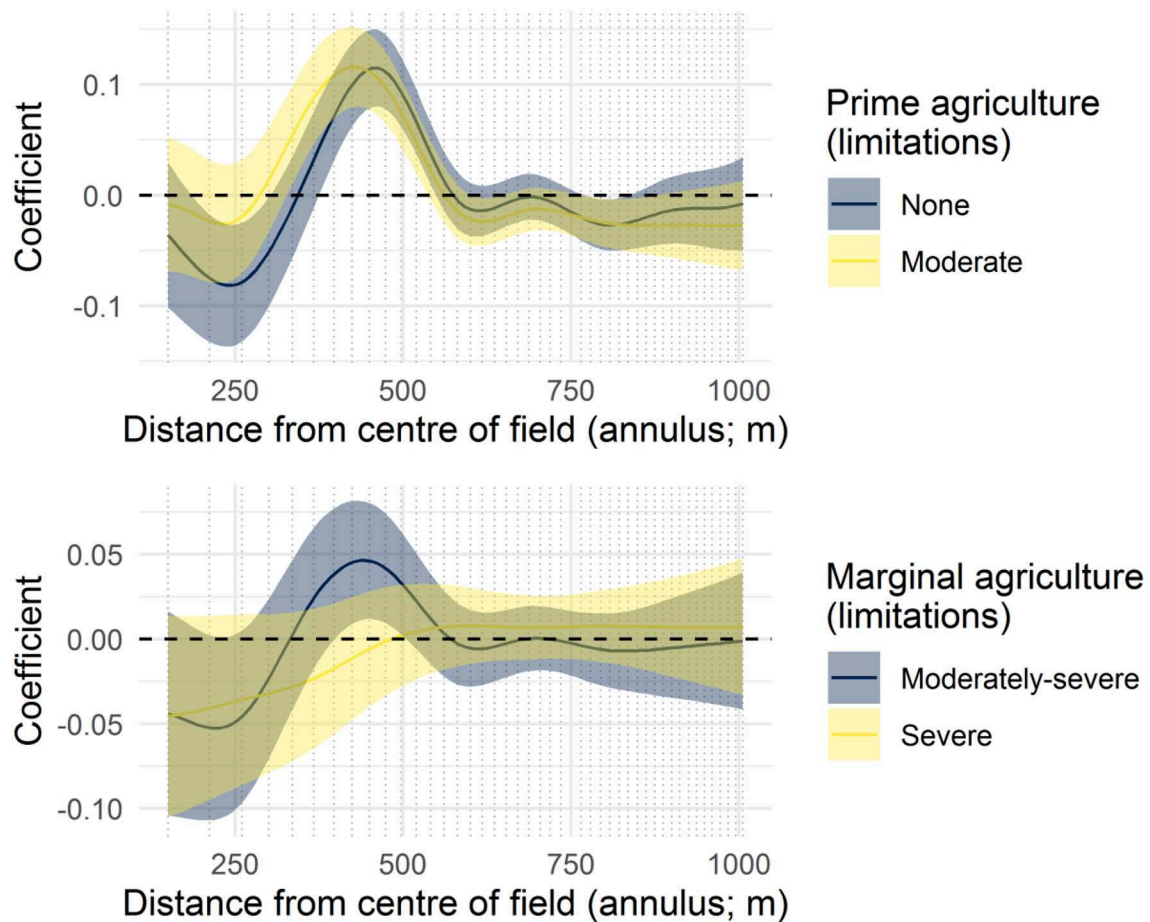 0.1
0.0
-0.1
Coefficient
250 500 750 1000
Distance from centre of field (annulus; m)
Prime agriculture
(limitations)
None
Moderate
0.05
0.00
-0.05
-0.10
Coefficient
250 500 750 1000
Distance from centre of field (annulus; m)
Marginal agriculture
(limitations)
Moderately-severe
Severe